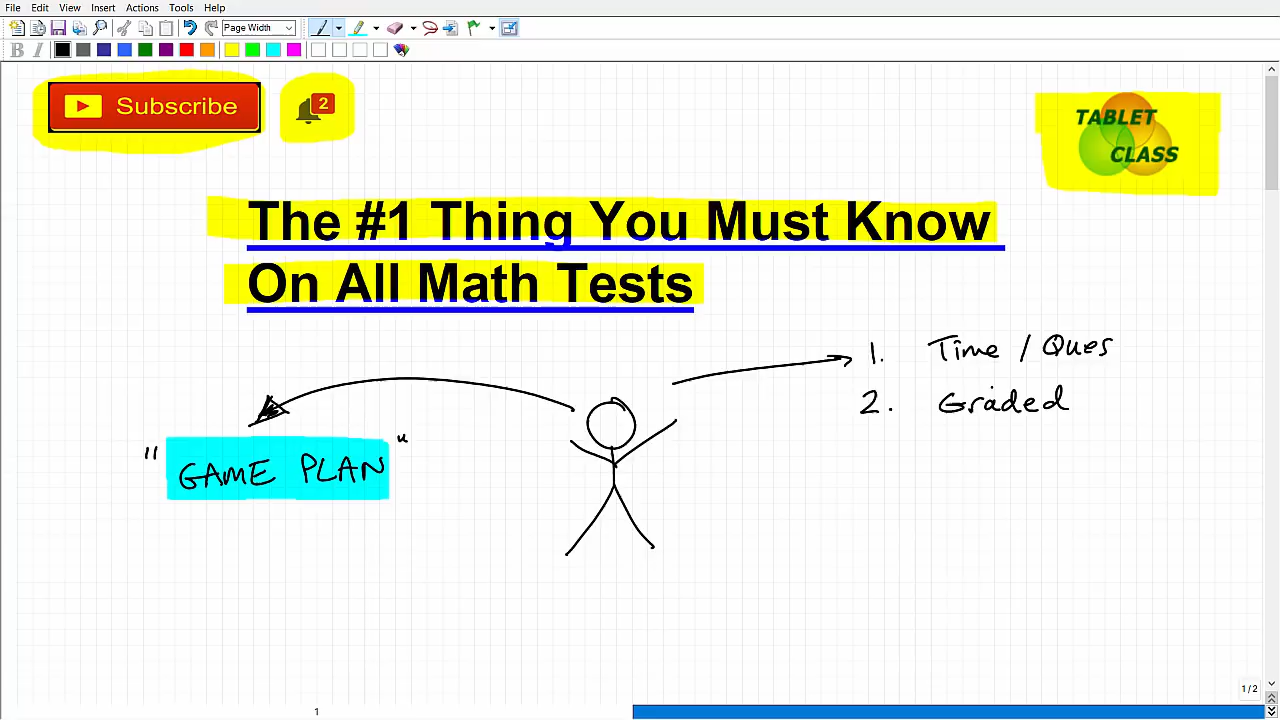 File Edit View Insert Actions Tools Help
Page Width
B I
Subscribe
2
TABLET
CLASS
The #1 Thing You Must Know
On All Math Tests
1. Time / Ques
2. Graded
"GAME PLAN"
1/2
1